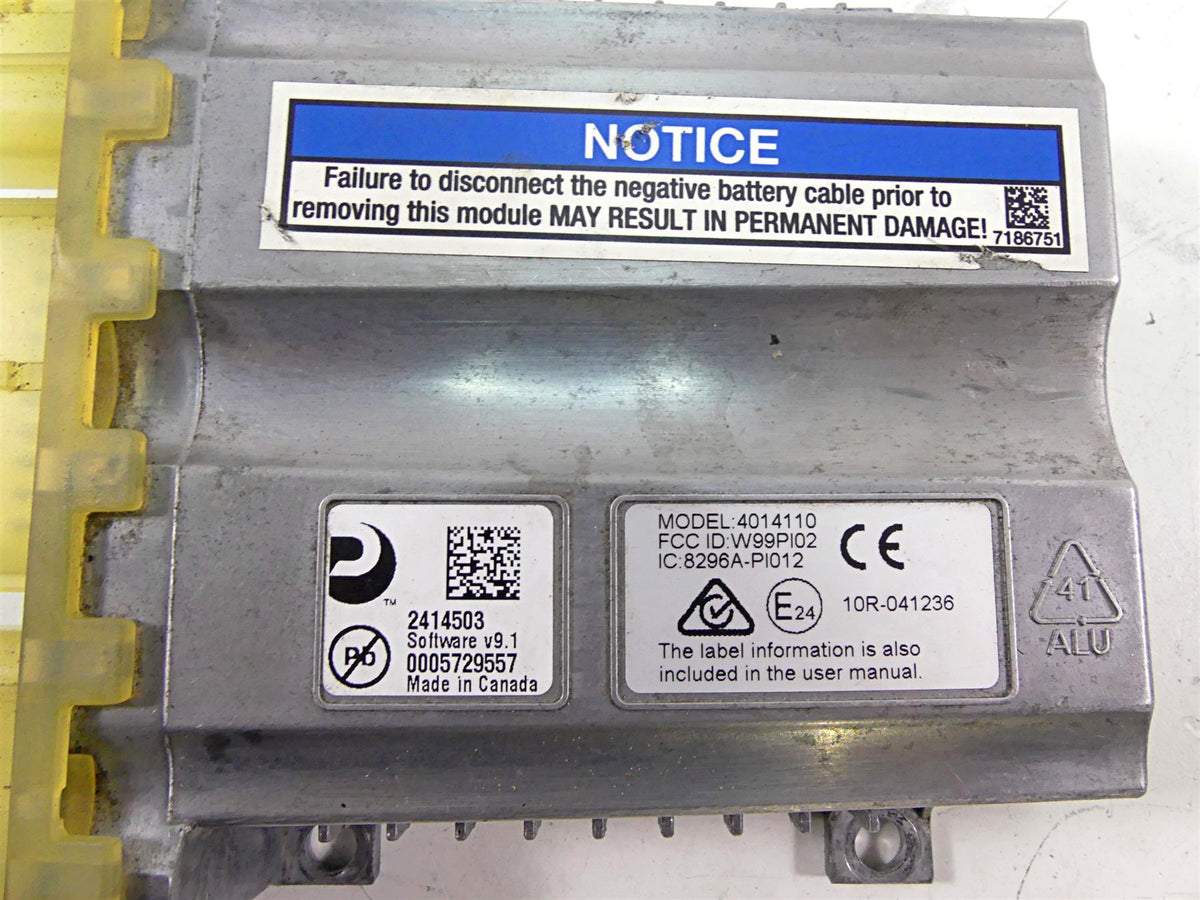 NOTICE
Failure to disconnect the negative battery cable prior to
removing this module MAY RESULT IN PERMANENT DAMAGE!
7186751
TM
2414503
Software v9.1
0005729557
Made in Canada
Pb
MODEL:4014110
FCC ID:W99PI02
IC:8296A-PI012
CE
E24
10R-041236
The label information is also
included in the user manual.
41
ALU